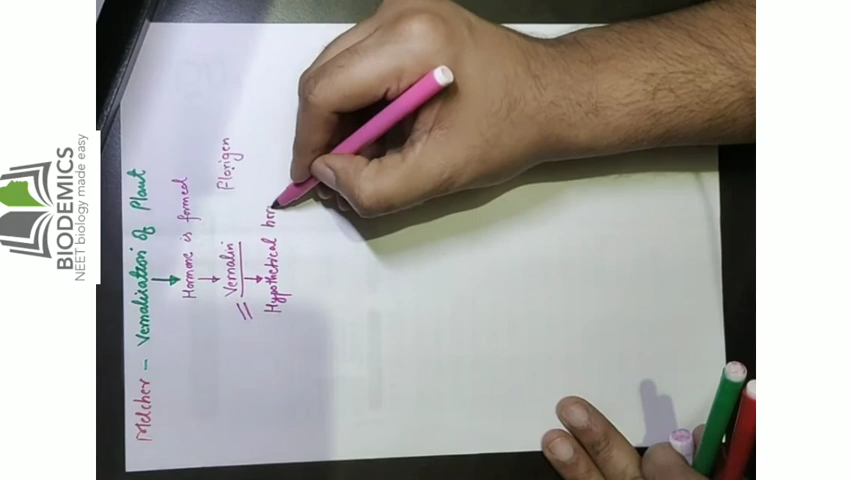 BIODEMICS
NEET biology made easy
Melcher - Vernalization of Plant
Hormone is formed
Vernalin Florigen
Hypothetical hor